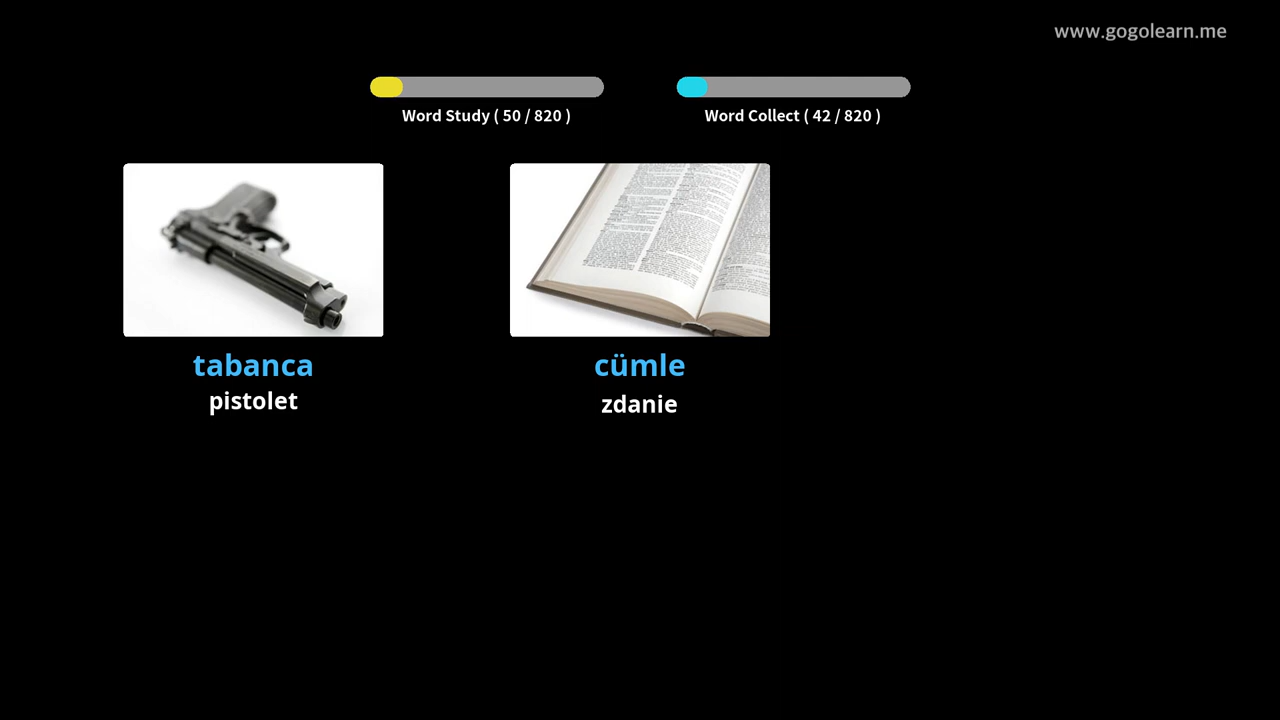 www.gogolearn.me
Word Study ( 50 / 820 )
Word Collect ( 42 / 820 )
tabanca
pistolet
cümle
zdanie